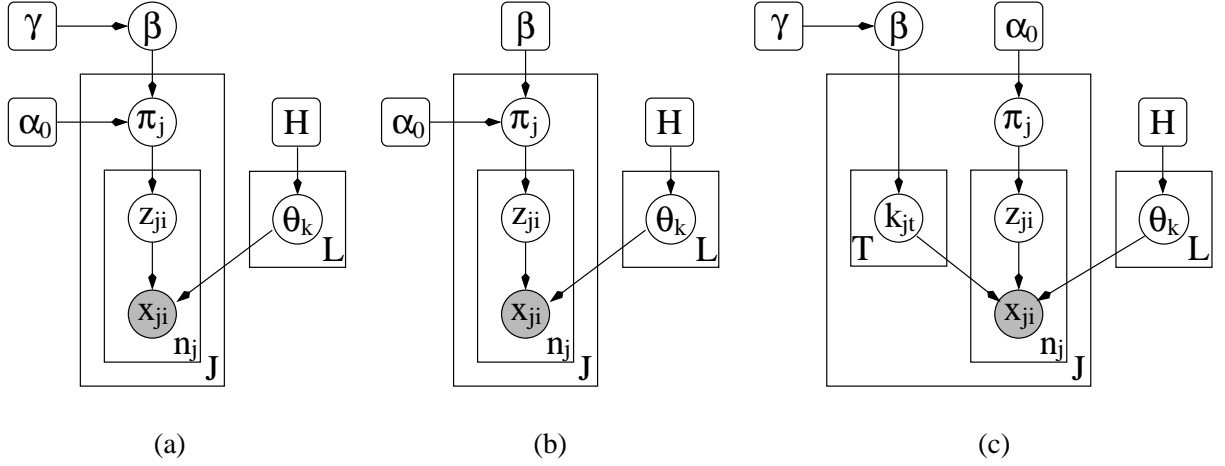 γ β
α₀ πⱼ H
zⱼᵢ θₖ
L
xⱼᵢ
nⱼ
J
(a)
β
α₀ πⱼ H
zⱼᵢ θₖ
L
xⱼᵢ
nⱼ
J
(b)
γ β α₀
πⱼ H
kⱼₜ zⱼᵢ θₖ
T L
xⱼᵢ
nⱼ
J
(c)